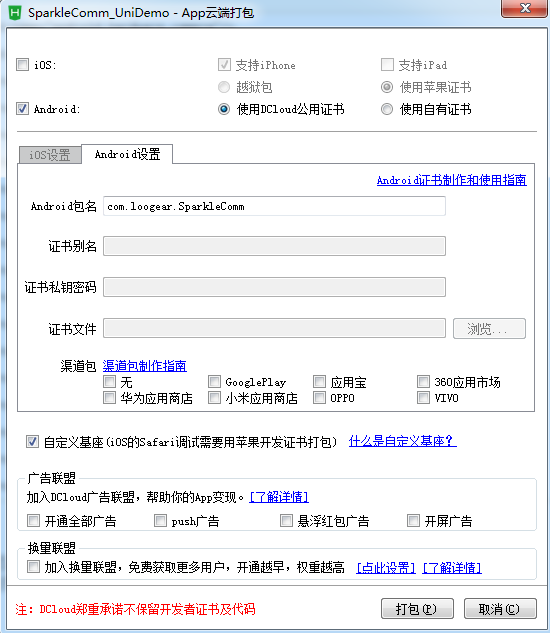 SparkleComm_UniDemo - App云端打包
iOS: 支持iPhone 支持iPad
越狱包 使用苹果证书
Android: 使用DCloud公用证书 使用自有证书
iOS设置 Android设置
Android证书制作和使用指南
Android包名 com.loogear.SparkleComm
证书别名
证书私钥密码
证书文件 浏览...
渠道包 渠道包制作指南
无 GooglePlay 应用宝 360应用市场
华为应用商店 小米应用商店 OPPO VIVO
自定义基座(iOS的Safari调试需要用苹果开发证书打包) 什么是自定义基座？
广告联盟
加入DCloud广告联盟，帮助你的App变现。[了解详情]
开通全部广告 push广告 悬浮红包广告 开屏广告
换量联盟
加入换量联盟，免费获取更多用户，开通越早，权重越高 [点此设置] [了解详情]
注：DCloud郑重承诺不保留开发者证书及代码 打包(P) 取消(C)